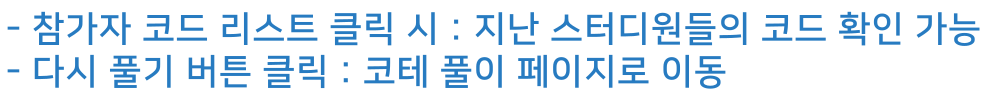 - 참가자 코드 리스트 클릭 시 : 지난 스터디원들의 코드 확인 가능
- 다시 풀기 버튼 클릭 : 코테 풀이 페이지로 이동